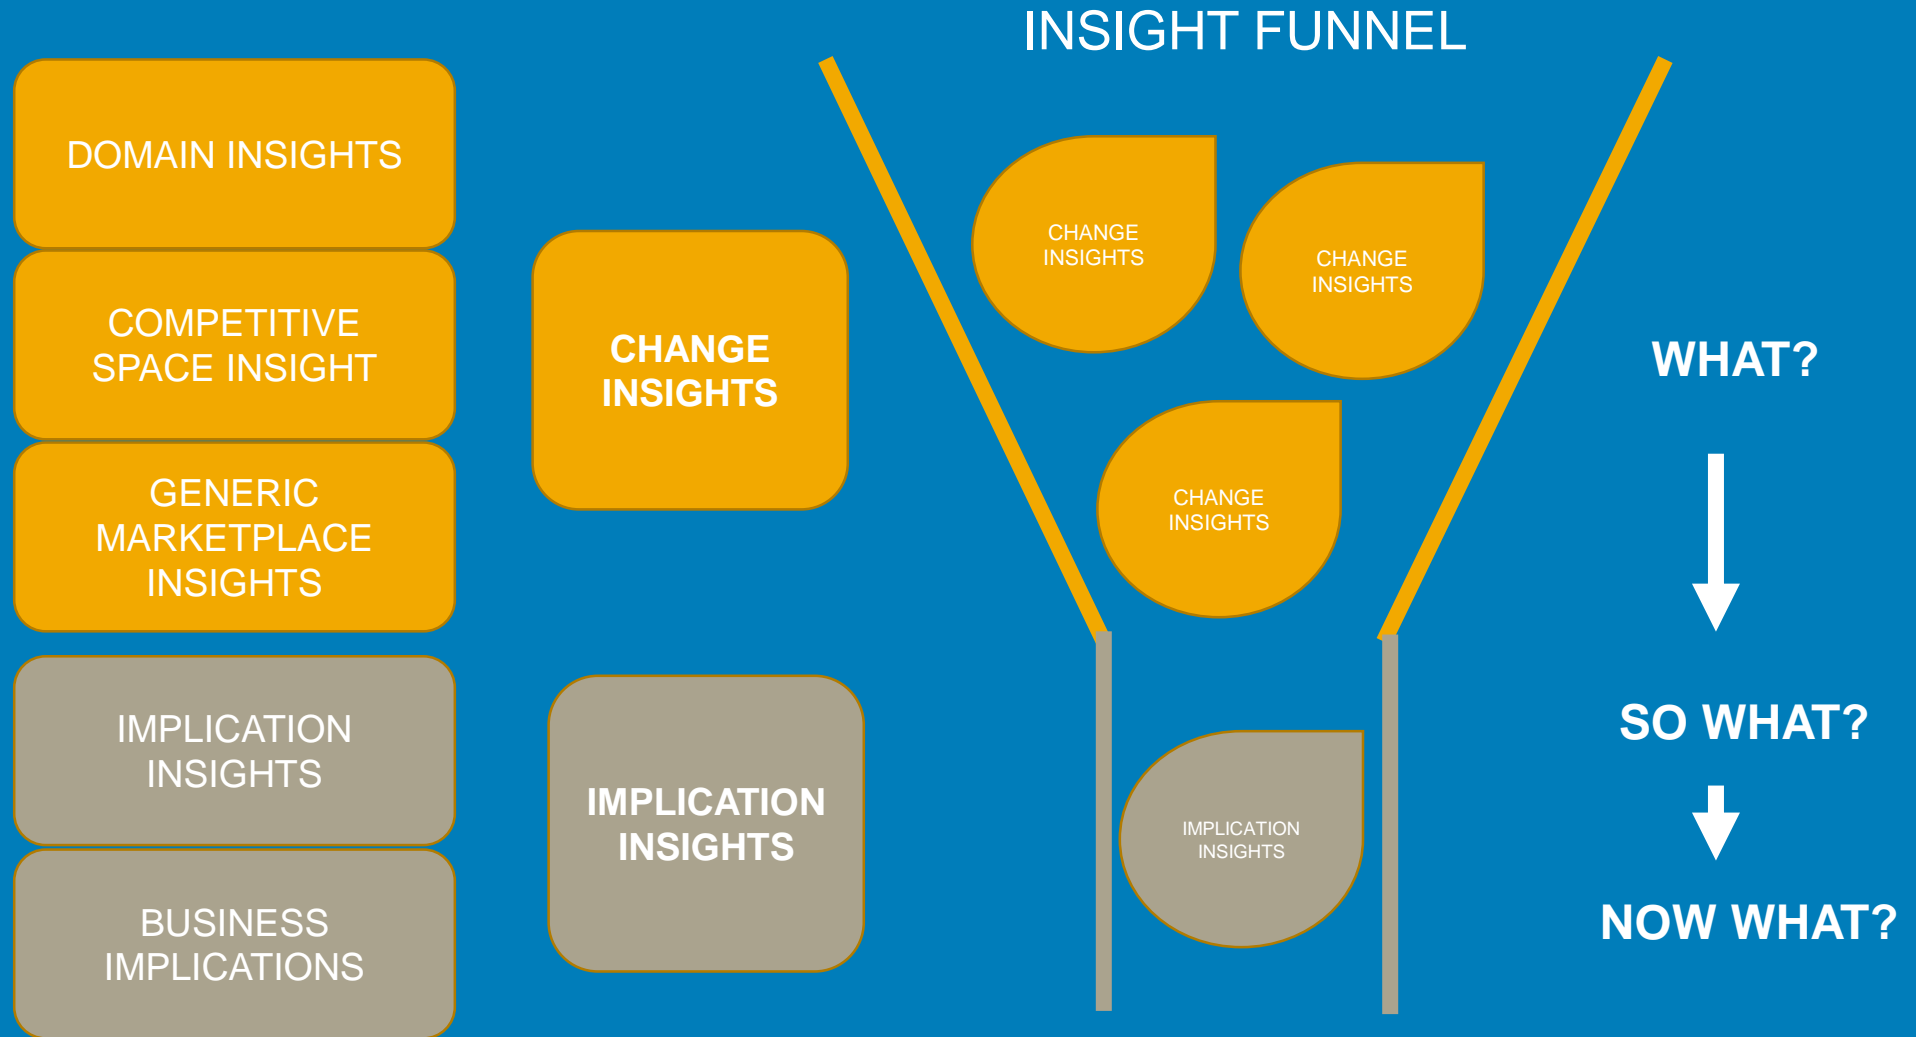 INSIGHT FUNNEL
DOMAIN INSIGHTS
COMPETITIVE
SPACE INSIGHT
GENERIC
MARKETPLACE
INSIGHTS
IMPLICATION
INSIGHTS
BUSINESS
IMPLICATIONS
CHANGE
INSIGHTS
IMPLICATION
INSIGHTS
CHANGE
INSIGHTS
CHANGE
INSIGHTS
CHANGE
INSIGHTS
IMPLICATION
INSIGHTS
WHAT?
SO WHAT?
NOW WHAT?